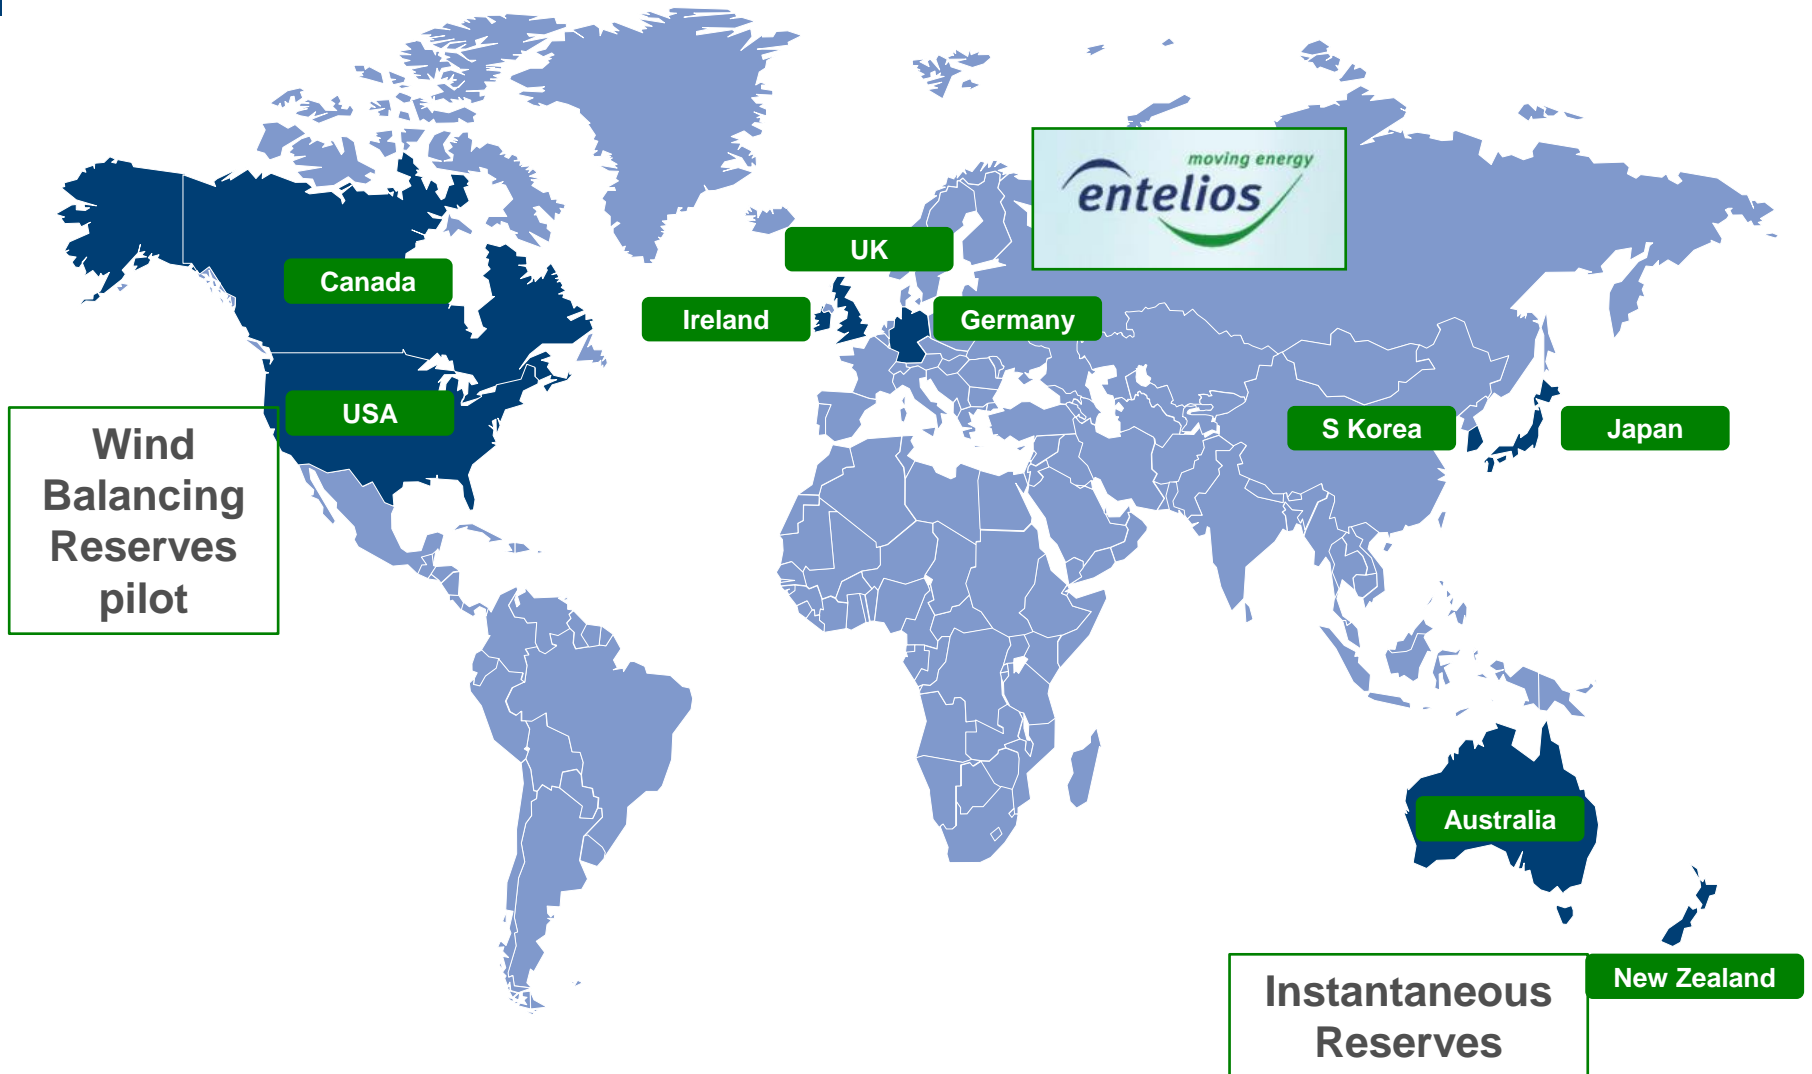 moving energy
entelios
UK
Canada
Ireland
Germany
USA
S Korea
Japan
Wind
Balancing
Reserves
pilot
Australia
New Zealand
Instantaneous
Reserves